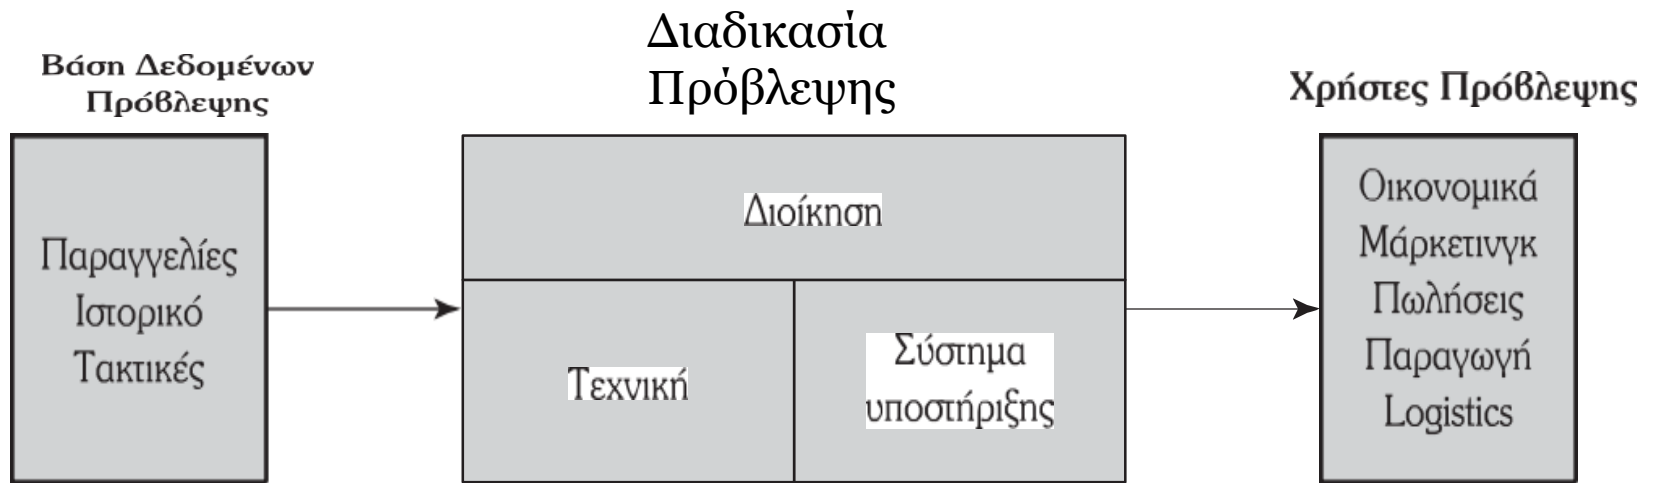 Βάση Δεδομένων
Πρόβλεψης
Παραγγελίες
Ιστορικό
Τακτικές
Διαδικασία
Πρόβλεψης
Διοίκηση
Τεχνική
Σύστημα
υποστήριξης
Χρήστες Πρόβλεψης
Οικονομικά
Μάρκετινγκ
Πωλήσεις
Παραγωγή
Logistics